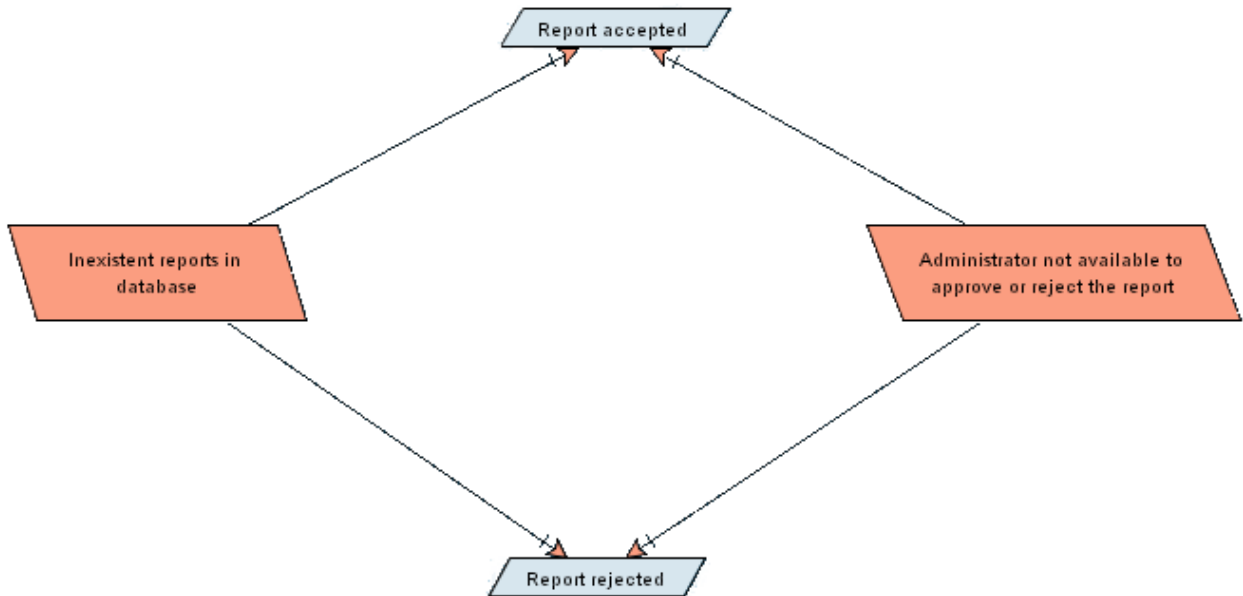 Report accepted
Inexistent reports in
database
Administrator not available to
approve or reject the report
Report rejected